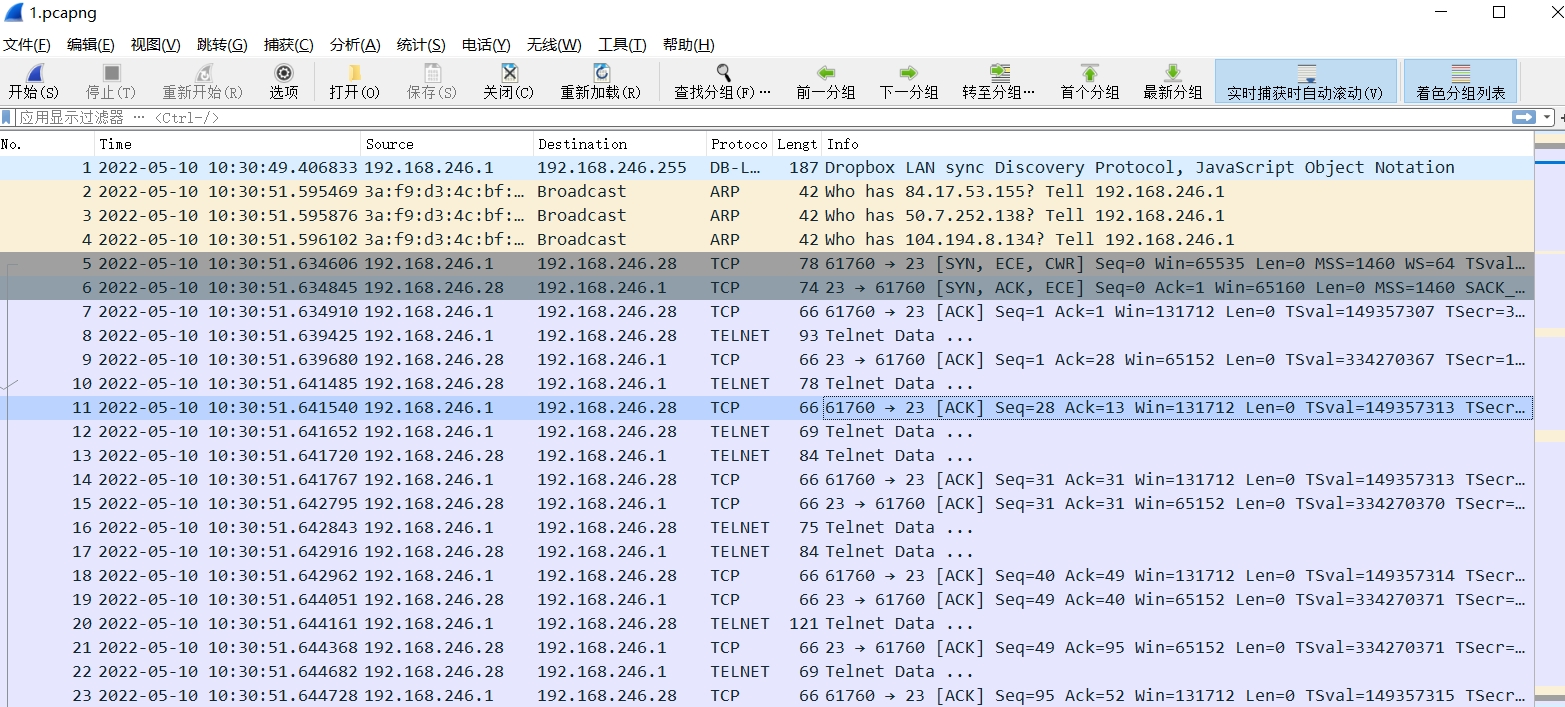 1.pcapng
文件(F) 编辑(E) 视图(V) 跳转(G) 捕获(C) 分析(A) 统计(S) 电话(Y) 无线(W) 工具(T) 帮助(H)
开始(S) 停止(T) 重新开始(R) 选项 打开(O) 保存(S) 关闭(C) 重新加载(R) 查找分组(F)… 前一分组 下一分组 转至分组… 首个分组 最新分组 实时捕获时自动滚动(V) 着色分组列表
应用显示过滤器 … <Ctrl-/>
No. Time Source Destination Protoco Lengt Info
1 2022-05-10 10:30:49.406833 192.168.246.1 192.168.246.255 DB-L… 187 Dropbox LAN sync Discovery Protocol, JavaScript Object Notation
2 2022-05-10 10:30:51.595469 3a:f9:d3:4c:bf:… Broadcast ARP 42 Who has 84.17.53.155? Tell 192.168.246.1
3 2022-05-10 10:30:51.595876 3a:f9:d3:4c:bf:… Broadcast ARP 42 Who has 50.7.252.138? Tell 192.168.246.1
4 2022-05-10 10:30:51.596102 3a:f9:d3:4c:bf:… Broadcast ARP 42 Who has 104.194.8.134? Tell 192.168.246.1
5 2022-05-10 10:30:51.634606 192.168.246.1 192.168.246.28 TCP 78 61760 → 23 [SYN, ECE, CWR] Seq=0 Win=65535 Len=0 MSS=1460 WS=64 TSval…
6 2022-05-10 10:30:51.634845 192.168.246.28 192.168.246.1 TCP 74 23 → 61760 [SYN, ACK, ECE] Seq=0 Ack=1 Win=65160 Len=0 MSS=1460 SACK_…
7 2022-05-10 10:30:51.634910 192.168.246.1 192.168.246.28 TCP 66 61760 → 23 [ACK] Seq=1 Ack=1 Win=131712 Len=0 TSval=149357307 TSecr=3…
8 2022-05-10 10:30:51.639425 192.168.246.1 192.168.246.28 TELNET 93 Telnet Data ...
9 2022-05-10 10:30:51.639680 192.168.246.28 192.168.246.1 TCP 66 23 → 61760 [ACK] Seq=1 Ack=28 Win=65152 Len=0 TSval=334270367 TSecr=1…
10 2022-05-10 10:30:51.641485 192.168.246.28 192.168.246.1 TELNET 78 Telnet Data ...
11 2022-05-10 10:30:51.641540 192.168.246.1 192.168.246.28 TCP 66 61760 → 23 [ACK] Seq=28 Ack=13 Win=131712 Len=0 TSval=149357313 TSecr…
12 2022-05-10 10:30:51.641652 192.168.246.1 192.168.246.28 TELNET 69 Telnet Data ...
13 2022-05-10 10:30:51.641720 192.168.246.28 192.168.246.1 TELNET 84 Telnet Data ...
14 2022-05-10 10:30:51.641767 192.168.246.1 192.168.246.28 TCP 66 61760 → 23 [ACK] Seq=31 Ack=31 Win=131712 Len=0 TSval=149357313 TSecr…
15 2022-05-10 10:30:51.642795 192.168.246.28 192.168.246.1 TCP 66 23 → 61760 [ACK] Seq=31 Ack=31 Win=65152 Len=0 TSval=334270370 TSecr=…
16 2022-05-10 10:30:51.642843 192.168.246.1 192.168.246.28 TELNET 75 Telnet Data ...
17 2022-05-10 10:30:51.642916 192.168.246.28 192.168.246.1 TELNET 84 Telnet Data ...
18 2022-05-10 10:30:51.642962 192.168.246.1 192.168.246.28 TCP 66 61760 → 23 [ACK] Seq=40 Ack=49 Win=131712 Len=0 TSval=149357314 TSecr…
19 2022-05-10 10:30:51.644051 192.168.246.28 192.168.246.1 TCP 66 23 → 61760 [ACK] Seq=49 Ack=40 Win=65152 Len=0 TSval=334270371 TSecr=…
20 2022-05-10 10:30:51.644161 192.168.246.1 192.168.246.28 TELNET 121 Telnet Data ...
21 2022-05-10 10:30:51.644368 192.168.246.28 192.168.246.1 TCP 66 23 → 61760 [ACK] Seq=49 Ack=95 Win=65152 Len=0 TSval=334270371 TSecr=…
22 2022-05-10 10:30:51.644682 192.168.246.28 192.168.246.1 TELNET 69 Telnet Data ...
23 2022-05-10 10:30:51.644728 192.168.246.1 192.168.246.28 TCP 66 61760 → 23 [ACK] Seq=95 Ack=52 Win=131712 Len=0 TSval=149357315 TSecr…